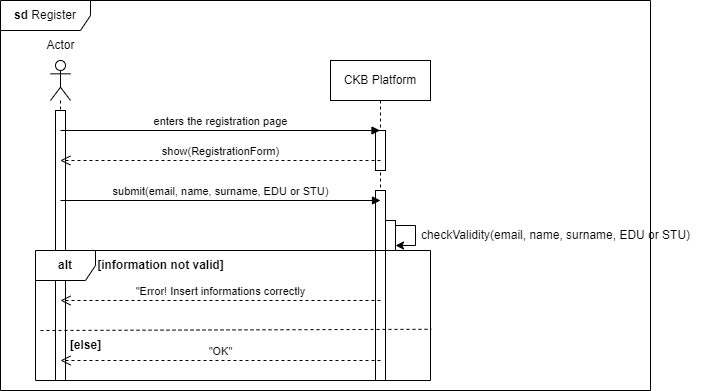 sd Register
Actor
CKB Platform
enters the registration page
show(RegistrationForm)
submit(email, name, surname, EDU or STU)
checkValidity(email, name, surname, EDU or STU)
alt [information not valid]
"Error! Insert informations correctly
[else]
"OK"